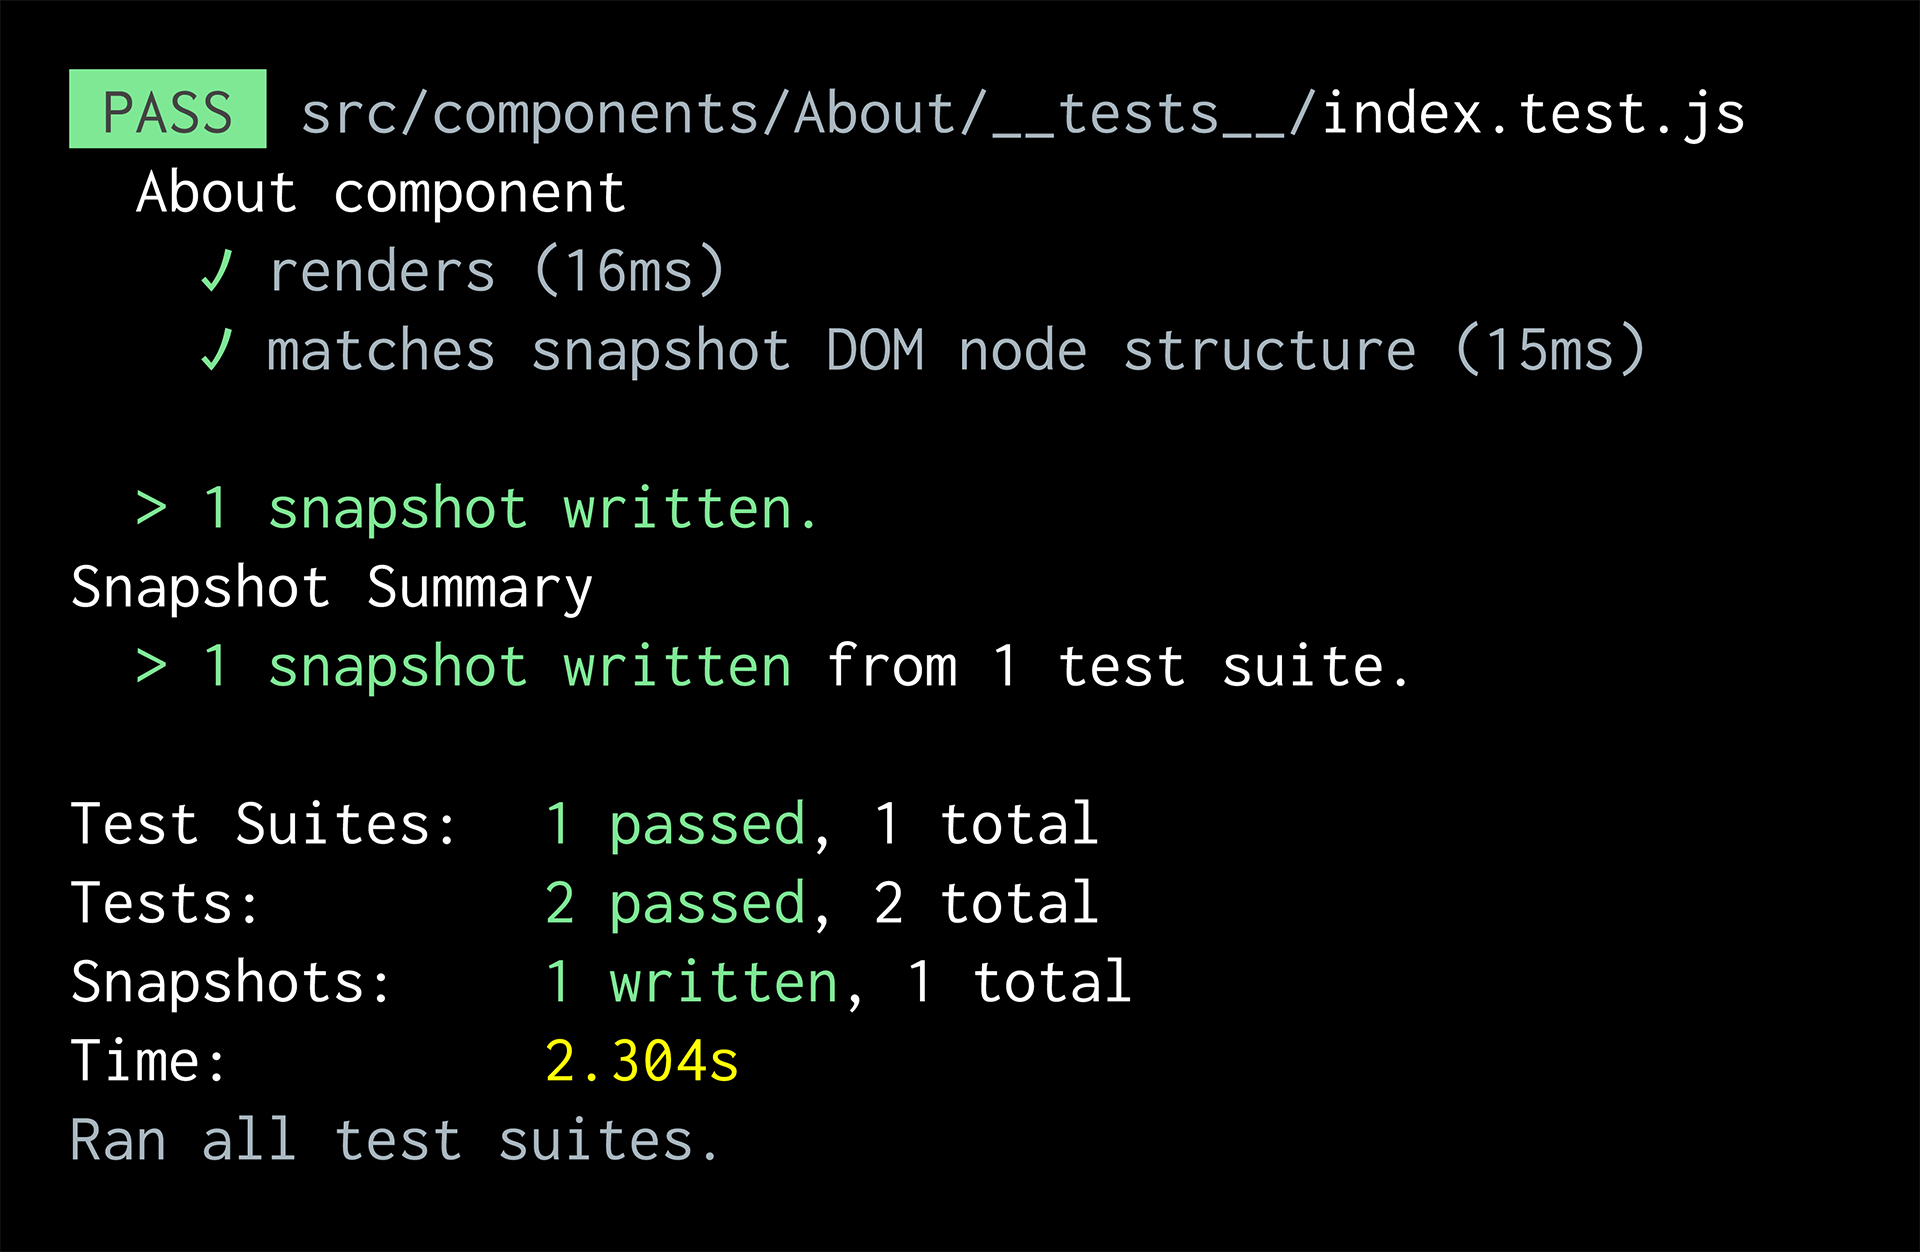 PASS src/components/About/__tests__/index.test.js
About component
✓ renders (16ms)
✓ matches snapshot DOM node structure (15ms)
> 1 snapshot written.
Snapshot Summary
> 1 snapshot written from 1 test suite.
Test Suites: 1 passed, 1 total
Tests: 2 passed, 2 total
Snapshots: 1 written, 1 total
Time: 2.304s
Ran all test suites.